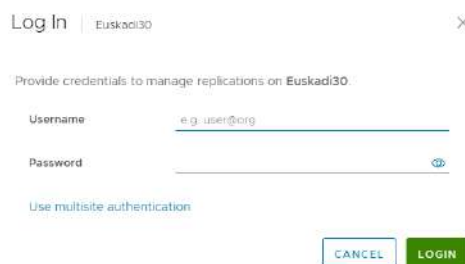 Log In Euskadi30
Provide credentials to manage replications on Euskadi30.
Username e.g. user@org
Password
Use multisite authentication
CANCEL LOGIN